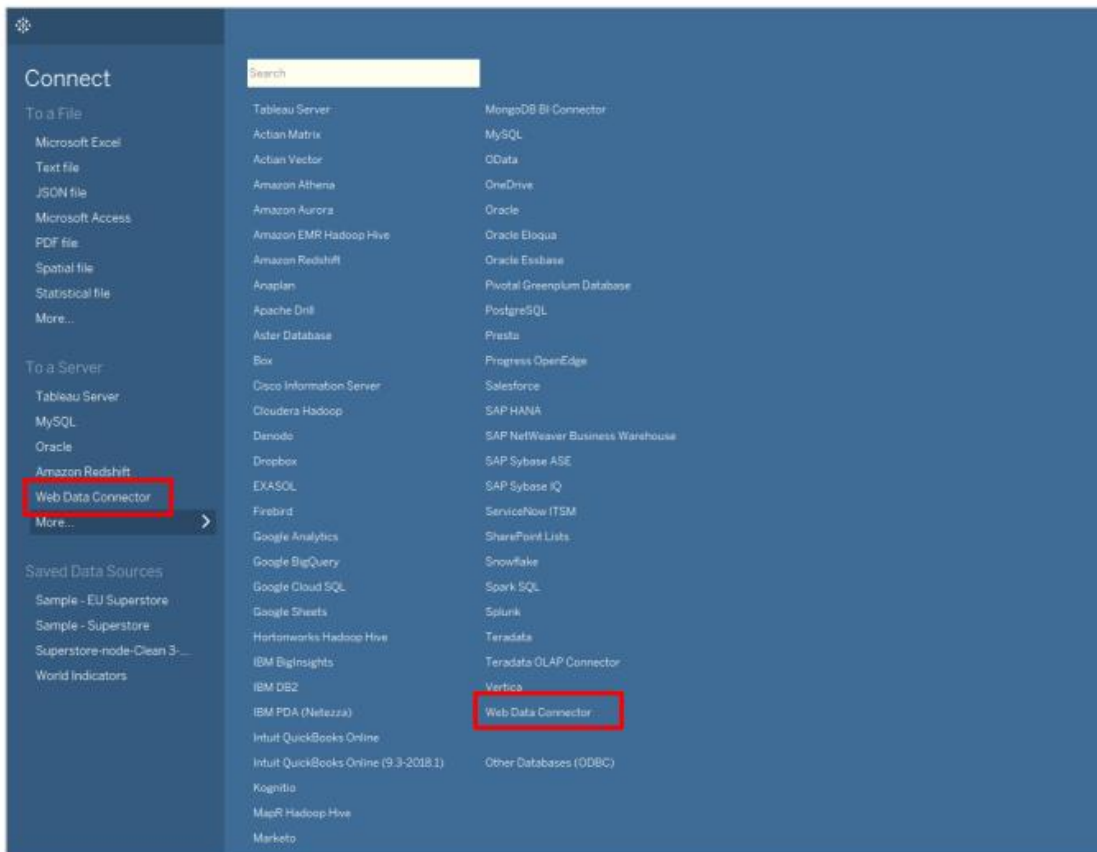 Connect
To a File
Microsoft Excel
Text file
JSON file
Microsoft Access
PDF file
Spatial file
Statistical file
More...
To a Server
Tableau Server
MySQL
Oracle
Amazon Redshift
Web Data Connector
More...
Saved Data Sources
Sample - EU Superstore
Sample - Superstore
Superstore-node-Clean 3-...
World Indicators
Search
Tableau Server
Actian Matrix
Actian Vector
Amazon Athena
Amazon Aurora
Amazon EMR Hadoop Hive
Amazon Redshift
Anaplan
Apache Drill
Aster Database
Box
Cisco Information Server
Cloudera Hadoop
Denodo
Dropbox
EXASOL
Firebird
Google Analytics
Google BigQuery
Google Cloud SQL
Google Sheets
Hortonworks Hadoop Hive
IBM BigInsights
IBM DB2
IBM PDA (Netezza)
Intuit QuickBooks Online
Intuit QuickBooks Online (9.3-2018.1)
Kognitio
MapR Hadoop Hive
Marketo
MongoDB BI Connector
MySQL
OData
OneDrive
Oracle
Oracle Eloqua
Oracle Essbase
Pivotal Greenplum Database
PostgreSQL
Presto
Progress OpenEdge
Salesforce
SAP HANA
SAP NetWeaver Business Warehouse
SAP Sybase ASE
SAP Sybase IQ
ServiceNow ITSM
SharePoint Lists
Snowflake
Spark SQL
Splunk
Teradata
Teradata OLAP Connector
Vertica
Web Data Connector
Other Databases (ODBC)